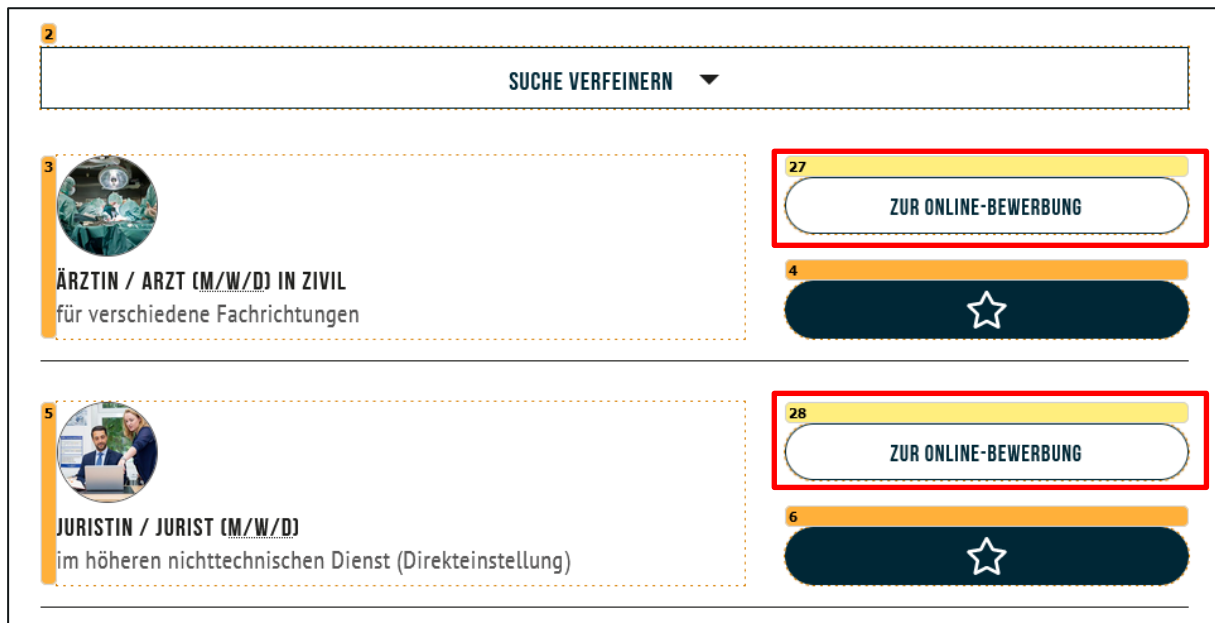 2
SUCHE VERFEINERN
3
27
ZUR ONLINE-BEWERBUNG
4
ÄRZTIN / ARZT (M/W/D) IN ZIVIL
für verschiedene Fachrichtungen
5
28
ZUR ONLINE-BEWERBUNG
6
JURISTIN / JURIST (M/W/D)
im höheren nichttechnischen Dienst (Direkteinstellung)